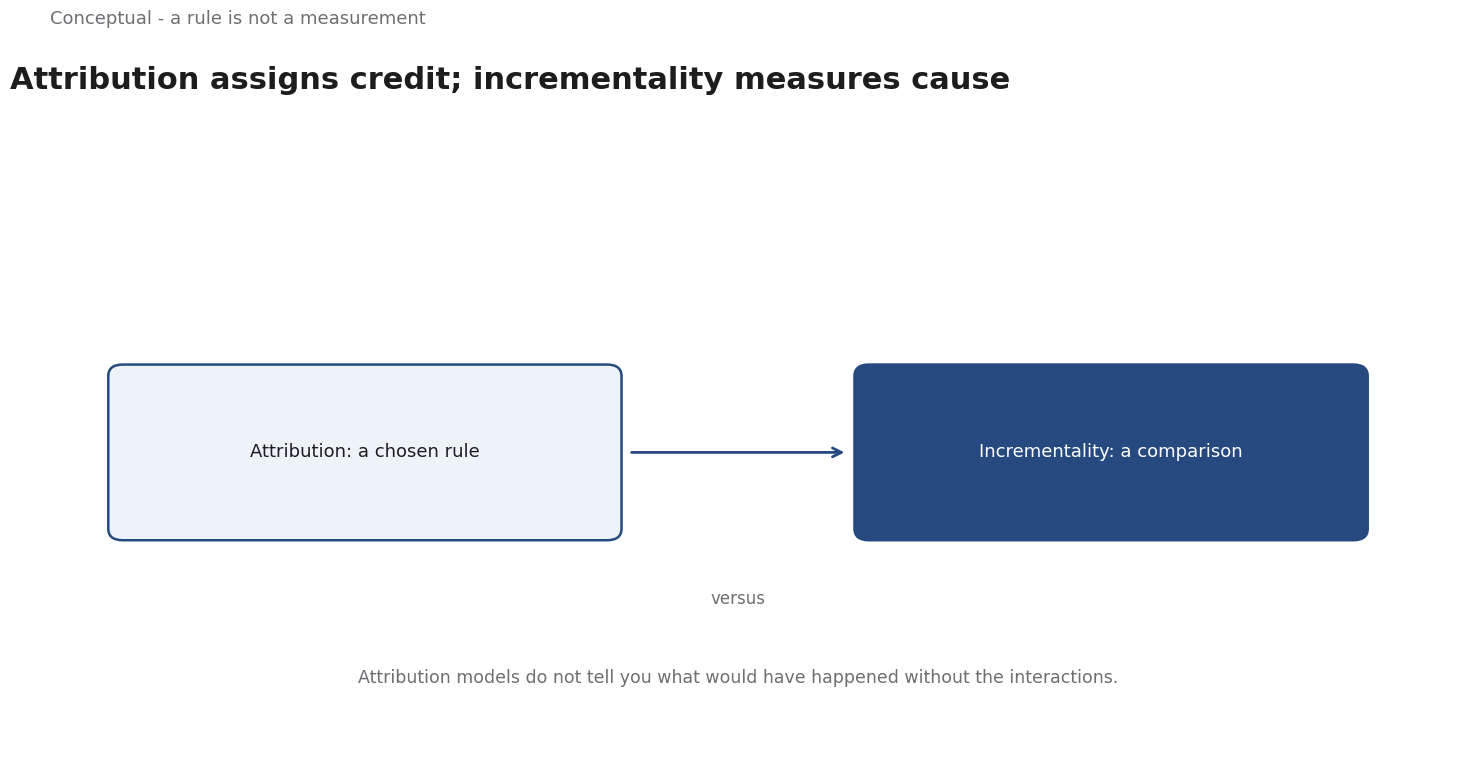 Conceptual - a rule is not a measurement
Attribution assigns credit; incrementality measures cause
Attribution: a chosen rule
Incrementality: a comparison
versus
Attribution models do not tell you what would have happened without the interactions.